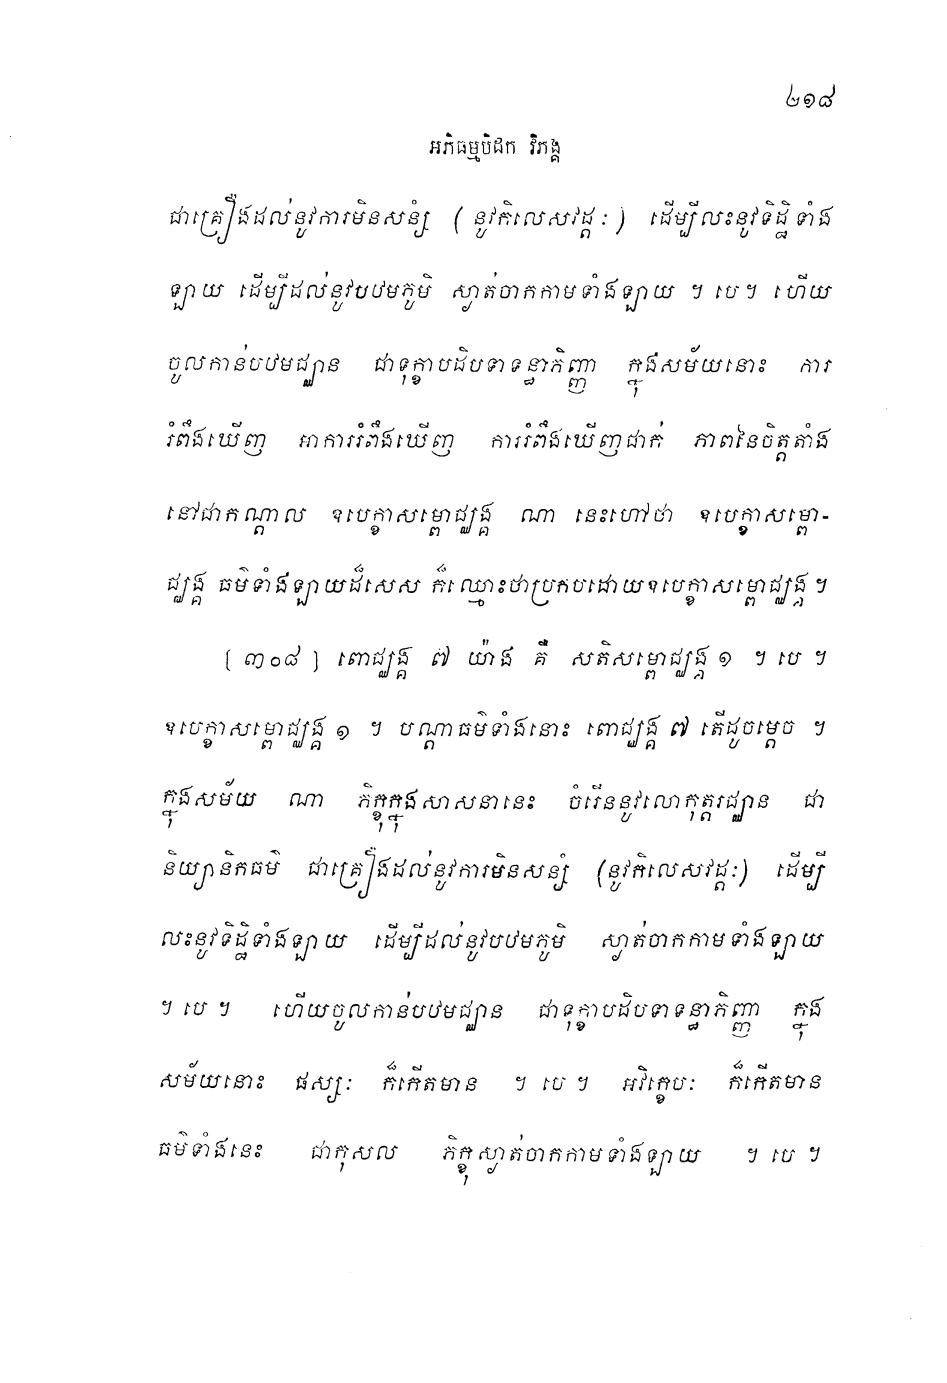 ២១៨
អភិធម្មបិដក វិភង្គ
ជាគ្រឿងដល់នូវការមិនសន្សំ (នូវកិលេសវដ្តៈ) ដើម្បីលះនូវទិដ្ឋិទាំង
ឡាយ ដើម្បីដល់នូវបឋមភូមិ ស្ងាត់ចាកកាមទាំងឡាយ ។ បេ។ ហើយ
ចូលកាន់បឋមជ្ឈាន ជាទុក្ខាបដិបទាទន្ធាភិញ្ញា ក្នុងសម័យនោះ ការ
រំពឹងឃើញ អាការរំពឹងឃើញ ការរំពឹងឃើញជាក់ ភាពនៃចិត្តតាំង
នៅជាកណ្តាល ឧបេក្ខាសម្ពោជ្ឈង្គ ណា នេះហៅថា ឧបេក្ខាសម្ពោ-
ជ្ឈង្គ ធម៌ទាំងឡាយដ៏សេស ក៏ឈ្មោះថាប្រកបដោយឧបេក្ខាសម្ពោជ្ឈង្គ។
[៣០៨] ពោជ្ឈង្គ ៧ យ៉ាង គឺ សតិសម្ពោជ្ឈង្គ ១ ។ បេ ។
ឧបេក្ខាសម្ពោជ្ឈង្គ ១ ។ បណ្តាធម៌ទាំងនោះ ពោជ្ឈង្គ ៧ តើដូចម្តេច ។
ក្នុងសម័យ ណា ភិក្ខុក្នុងសាសនានេះ ចំរើននូវលោកុត្តរជ្ឈាន ជា
និយ្យានិកធម៌ ជាគ្រឿងដល់នូវការមិនសន្សំ (នូវកិលេសវដ្តៈ) ដើម្បី
លះនូវទិដ្ឋិទាំងឡាយ ដើម្បីដល់នូវបឋមភូមិ ស្ងាត់ចាកកាមទាំងឡាយ
។ បេ ។ ហើយចូលកាន់បឋមជ្ឈាន ជាទុក្ខាបដិបទាទន្ធាភិញ្ញា ក្នុង
សម័យនោះ ផស្សៈ ក៏កើតមាន ។ បេ ។ អវិក្ខេបៈ ក៏កើតមាន
ធម៌ទាំងនេះ ជាកុសល ភិក្ខុស្ងាត់ចាកកាមទាំងឡាយ ។ បេ ។